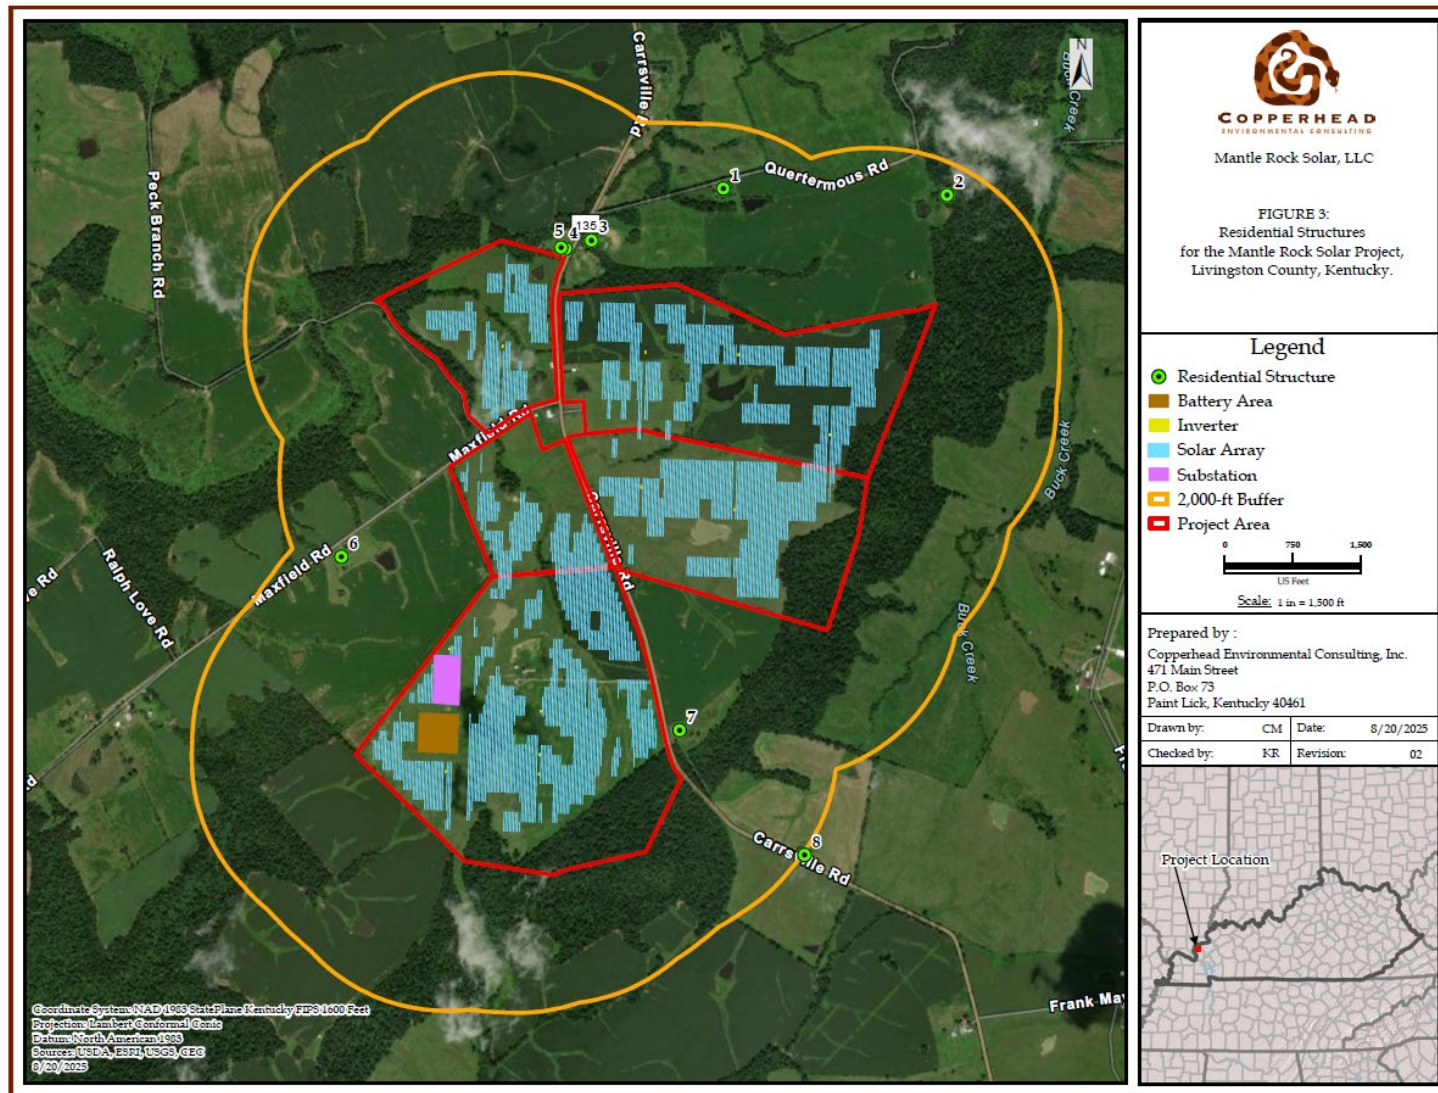 Carrsville Rd
N
Buck Creek
Peck Branch Rd
Quertermous Rd
1
2
5
4
135
3
Maxfield Rd
Buck Creek
Carrsville Rd
6
Maxfield Rd
Ralph Love Rd
ve Rd
Buck Creek
7
8
Carrsville Rd
Frank May
Coordinate System: NAD 1983 StatePlane Kentucky FIPS 1600 Feet
Projection: Lambert Conformal Conic
Datum: North American 1983
Sources: USDA, ESRI, USGS, CEC
8/20/2025
COPPERHEAD
ENVIRONMENTAL CONSULTING
Mantle Rock Solar, LLC
FIGURE 3:
Residential Structures
for the Mantle Rock Solar Project,
Livingston County, Kentucky.
Legend
Residential Structure
Battery Area
Inverter
Solar Array
Substation
2,000-ft Buffer
Project Area
0 750 1,500
US Feet
Scale: 1 in = 1,500 ft
Prepared by :
Copperhead Environmental Consulting, Inc.
471 Main Street
P.O. Box 73
Paint Lick, Kentucky 40461
Drawn by: CM Date: 8/20/2025
Checked by: KR Revision: 02
Project Location